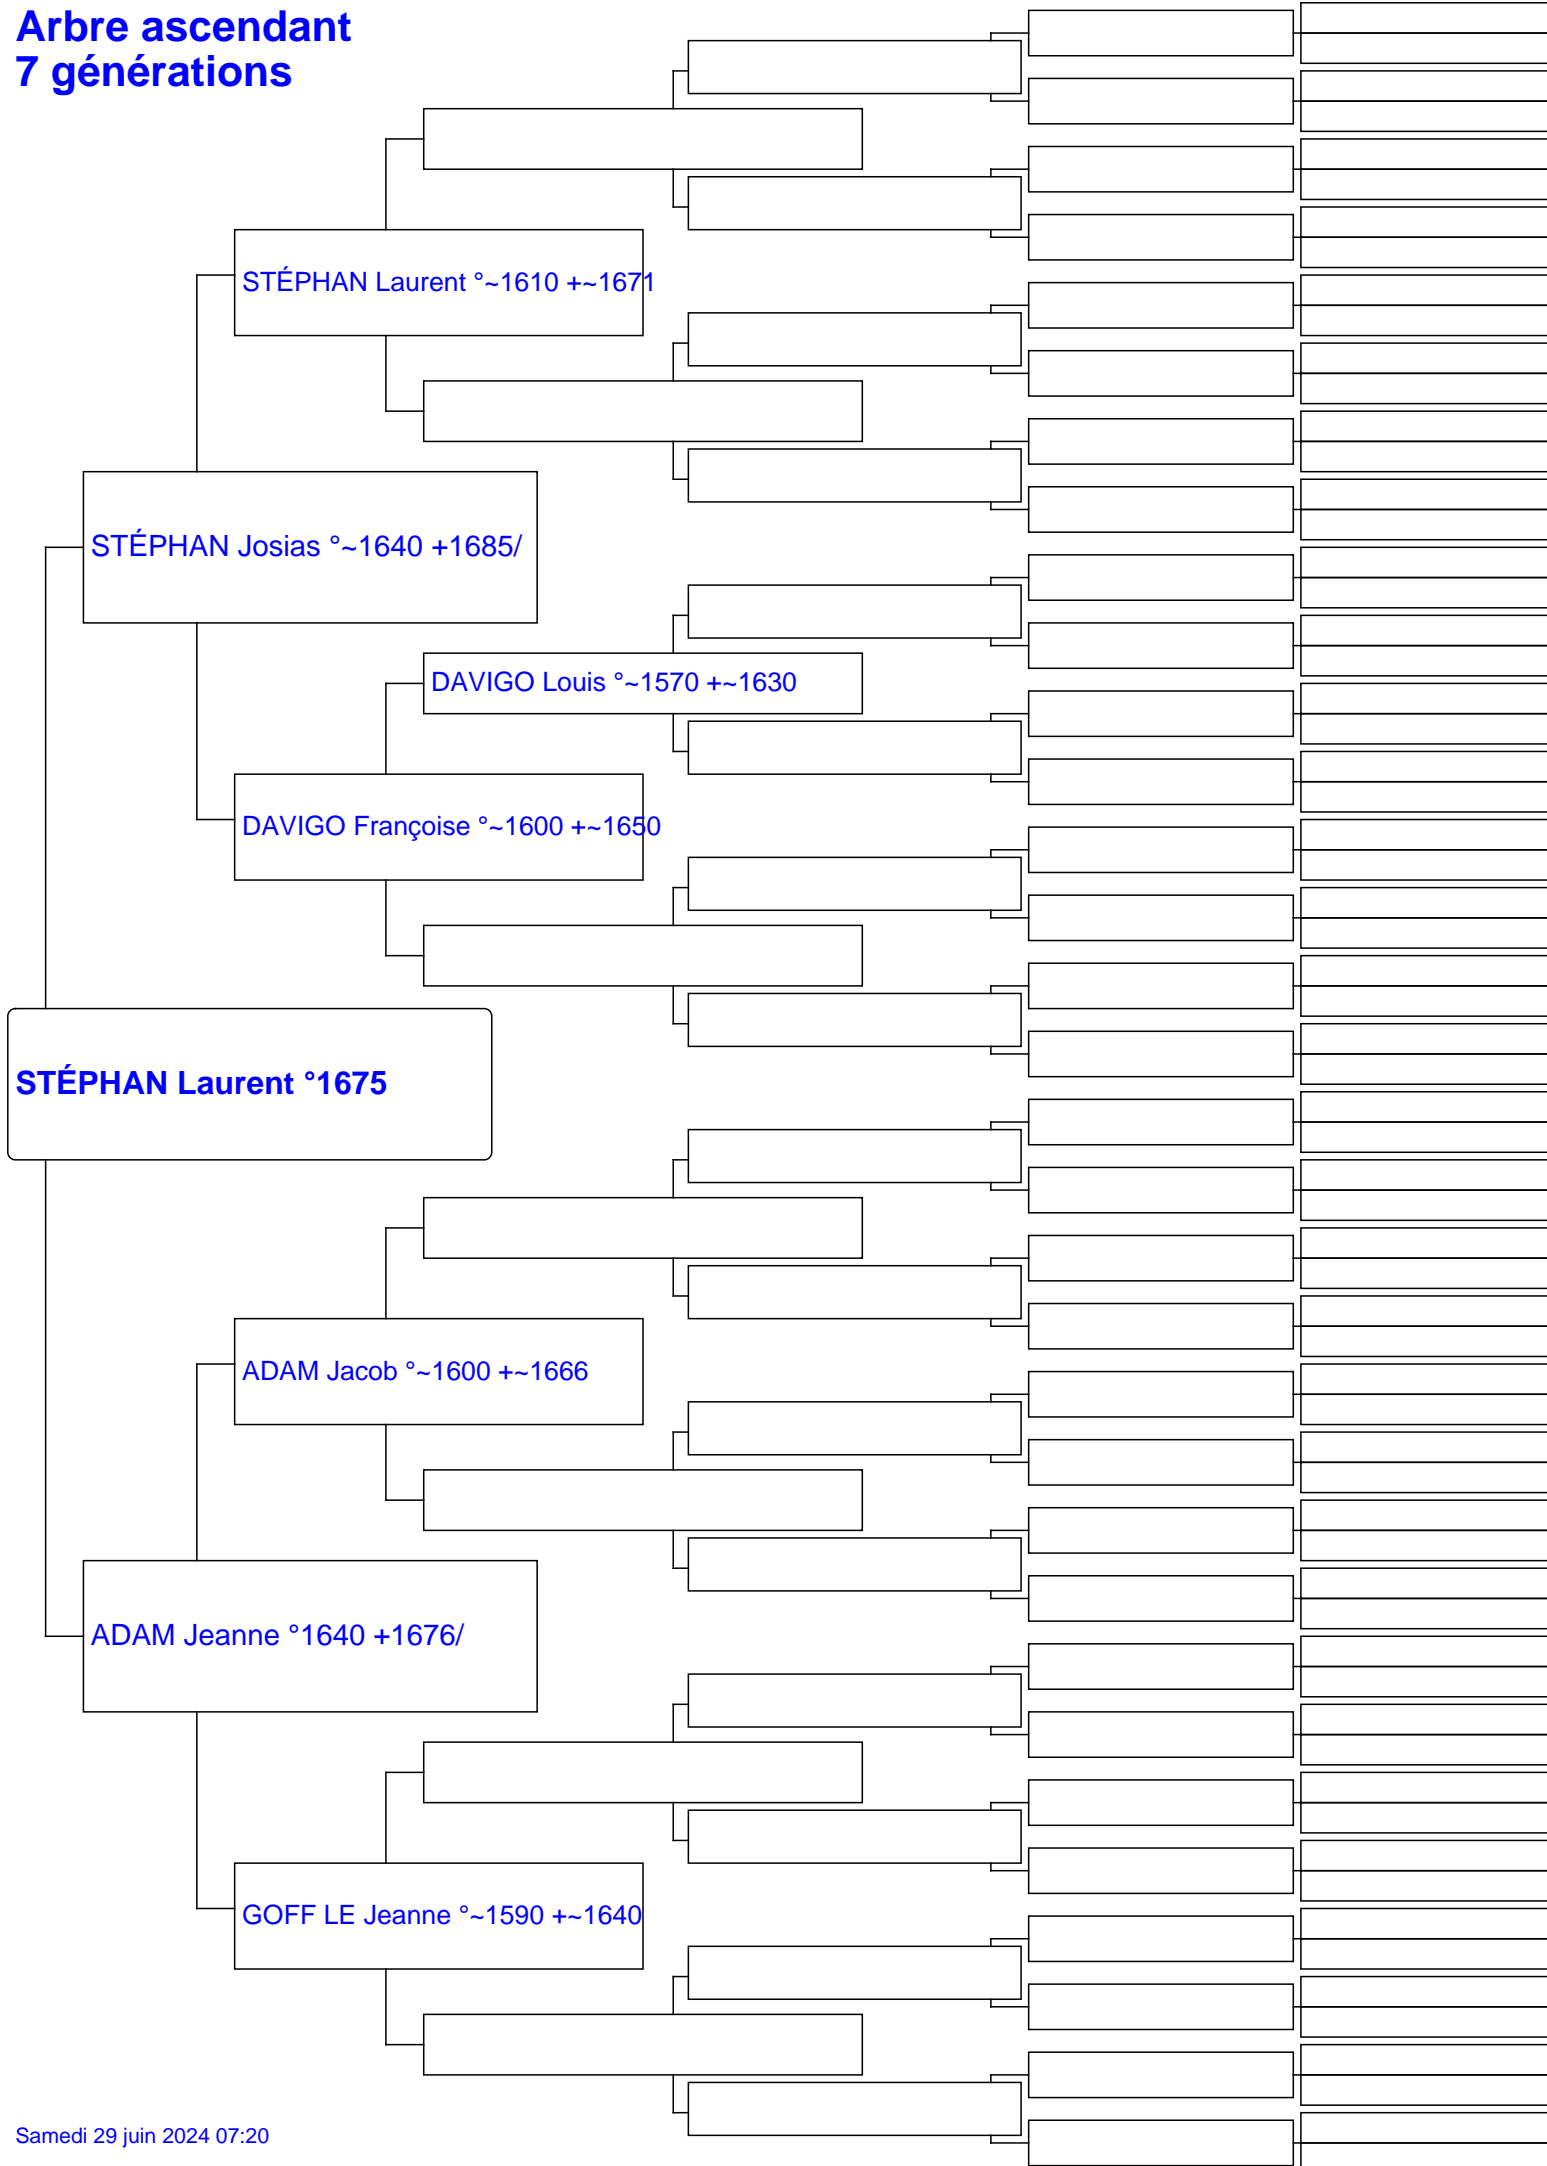 Arbre ascendant
7 générations
STÉPHAN Laurent °~1610 +~1671
STÉPHAN Josias °~1640 +1685/
DAVIGO Louis °~1570 +~1630
DAVIGO Françoise °~1600 +~1650
STÉPHAN Laurent °1675
ADAM Jacob °~1600 +~1666
ADAM Jeanne °1640 +1676/
GOFF LE Jeanne °~1590 +~1640
Samedi 29 juin 2024 07:20